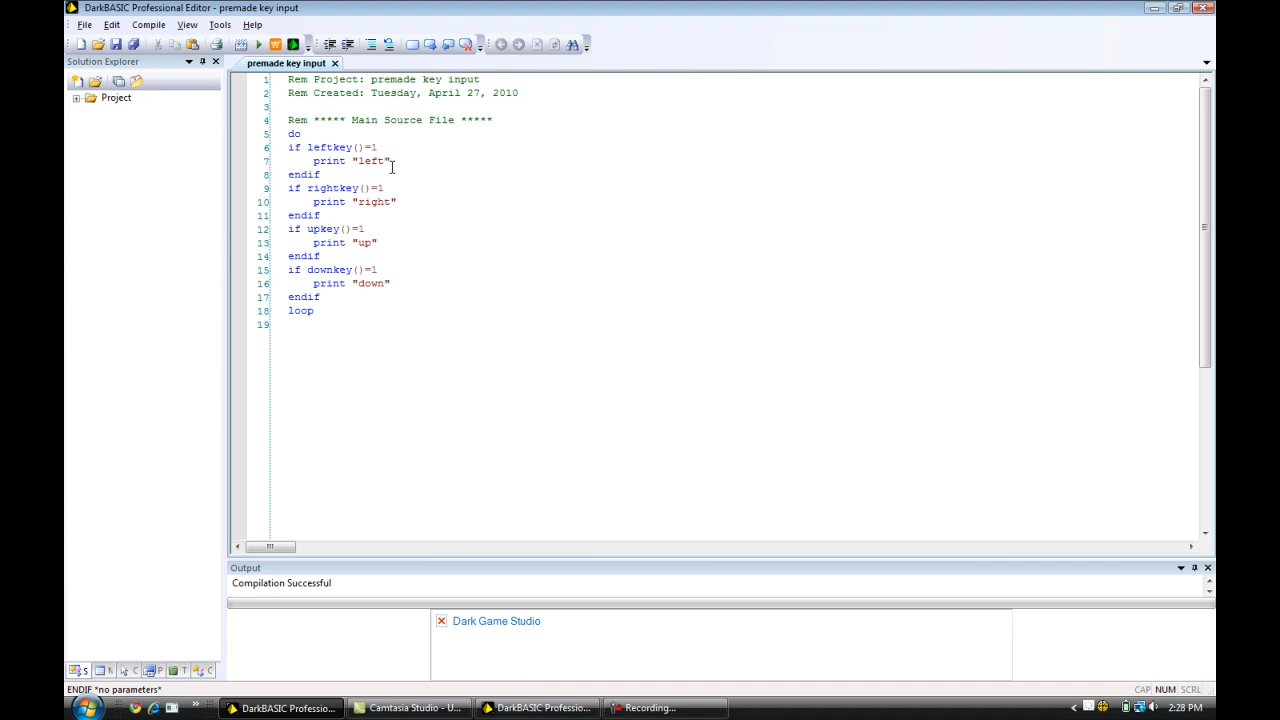 DarkBASIC Professional Editor - premade key input
File Edit Compile View Tools Help
Solution Explorer
premade key input
Project
1 Rem Project: premade key input
2 Rem Created: Tuesday, April 27, 2010
3
4 Rem ***** Main Source File *****
5 do
6 if leftkey()=1
7 print "left"
8 endif
9 if rightkey()=1
10 print "right"
11 endif
12 if upkey()=1
13 print "up"
14 endif
15 if downkey()=1
16 print "down"
17 endif
18 loop
19
Output
Compilation Successful
Dark Game Studio
S C P T C
ENDIF *no parameters*
CAP NUM SCRL
DarkBASIC Professio...
Camtasia Studio - U...
DarkBASIC Professio...
Recording...
2:28 PM